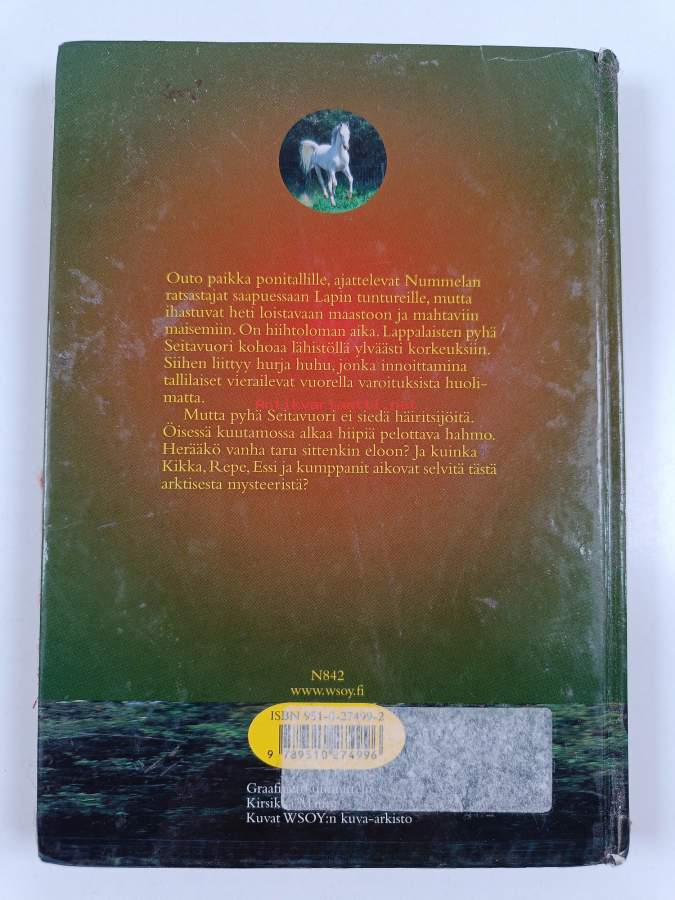 Outo paikka ponitallille, ajattelevat Nummelan
ratsastajat saapuessaan Lapin tuntureille, mutta
ihastuvat heti loistavaan maastoon ja mahtaviin
maisemiin. On hiihtoloman aika. Lappalaisten pyhä
Seitavuori kohoaa lähistöllä ylväästi korkeuksiin.
Siihen liittyy hurja huhu, jonka innoittamina
tallilaiset vierailevat vuorella varoituksista huoli-
matta.
Mutta pyhä Seitavuori ei siedä häiritsijöitä.
Öisessä kuutamossa alkaa hiipiä pelottava hahmo.
Herääkö vanha taru sittenkin eloon? Ja kuinka
Kikka, Repe, Essi ja kumppanit aikovat selvitä tästä
arktisesta mysteeristä?
N842
www.wsoy.fi
ISBN 951-0-27499-2
9 789510 274996
Kuvat WSOY:n kuva-arkisto